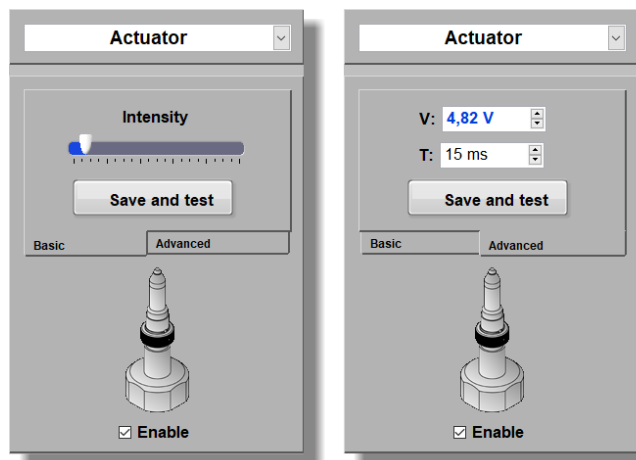 Actuator
Intensity
Save and test
Basic
Advanced
Enable
Actuator
V: 4,82 V
T: 15 ms
Save and test
Basic
Advanced
Enable